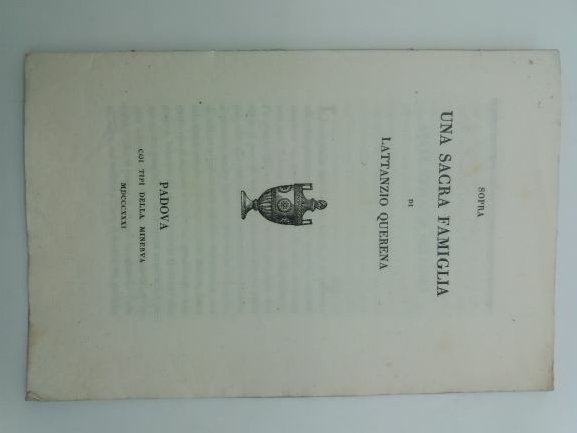 SOPRA
UNA SACRA FAMIGLIA
DI
LATTANZIO QUERENA
PADOVA
COI TIPI DELLA MINERVA
MDCCCXXXI